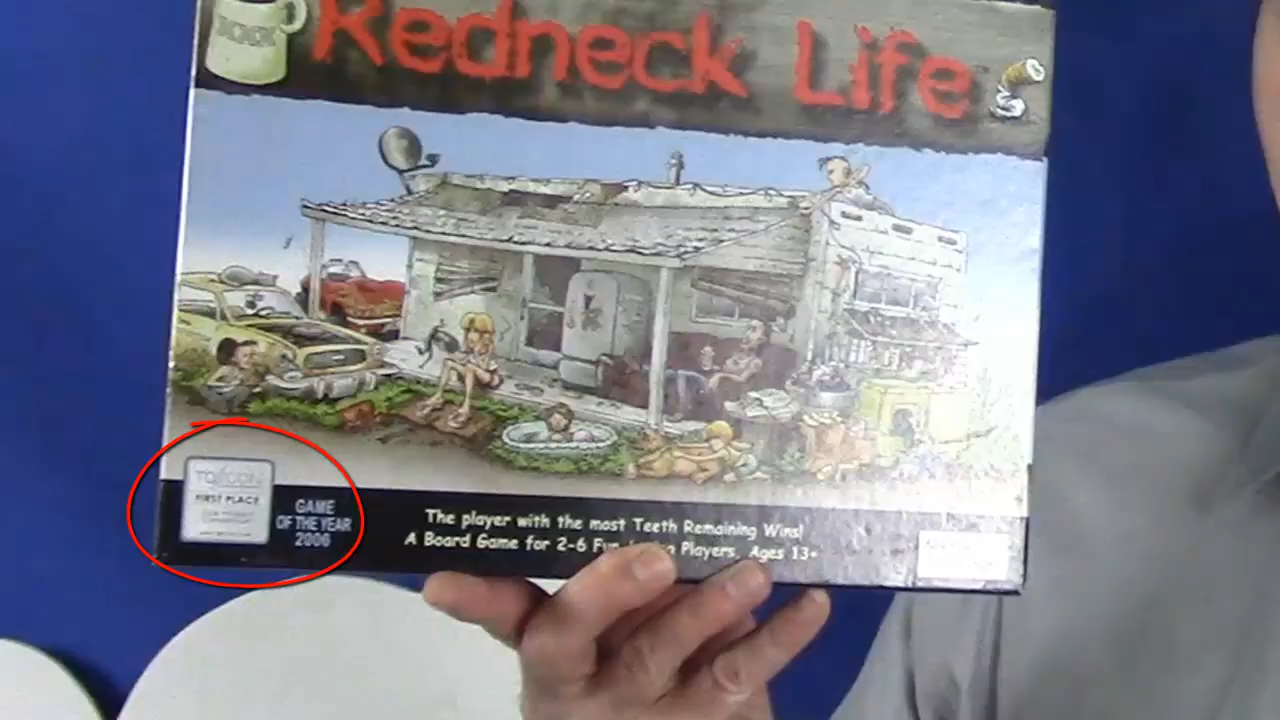 XXX
Redneck Life
FIRST PLACE
GAME
OF THE YEAR
2006
The player with the most Teeth Remaining Wins!
A Board Game for 2-6 Players, Ages 13+